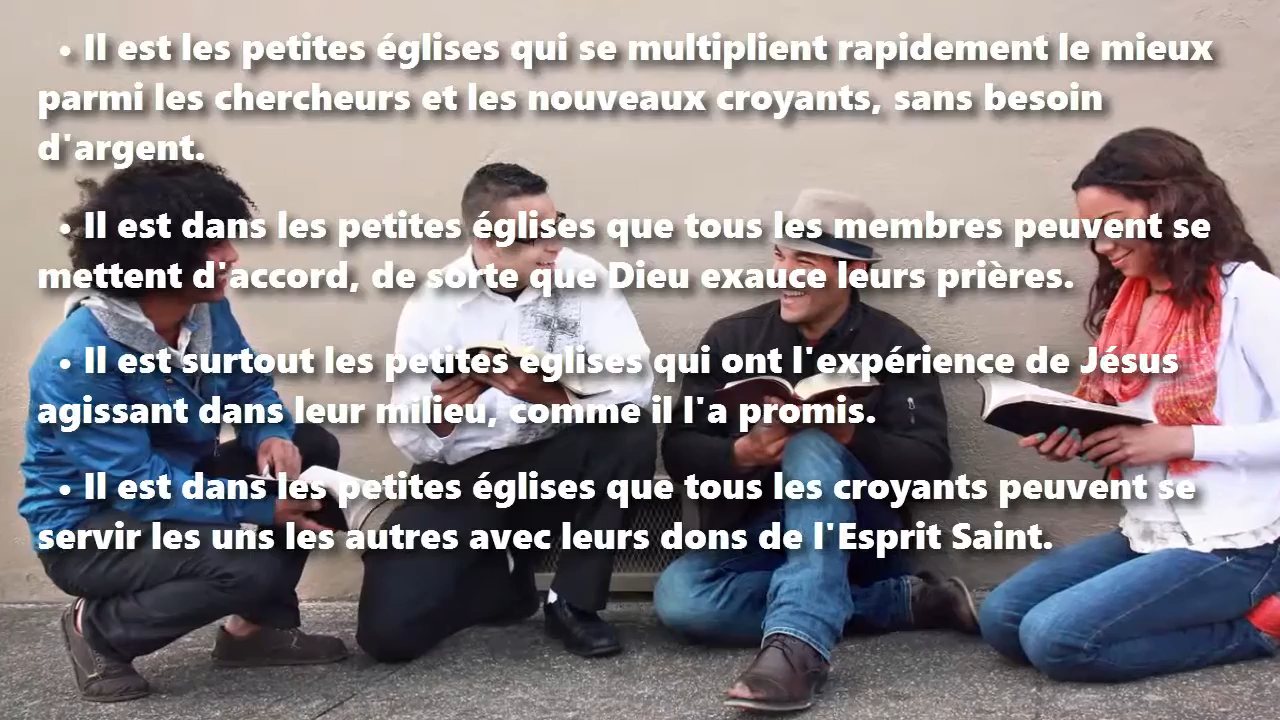 • Il est les petites églises qui se multiplient rapidement le mieux
parmi les chercheurs et les nouveaux croyants, sans besoin
d'argent.
• Il est dans les petites églises que tous les membres peuvent se
mettent d'accord, de sorte que Dieu exauce leurs prières.
• Il est surtout les petites églises qui ont l'expérience de Jésus
agissant dans leur milieu, comme il l'a promis.
• Il est dans les petites églises que tous les croyants peuvent se
servir les uns les autres avec leurs dons de l'Esprit Saint.